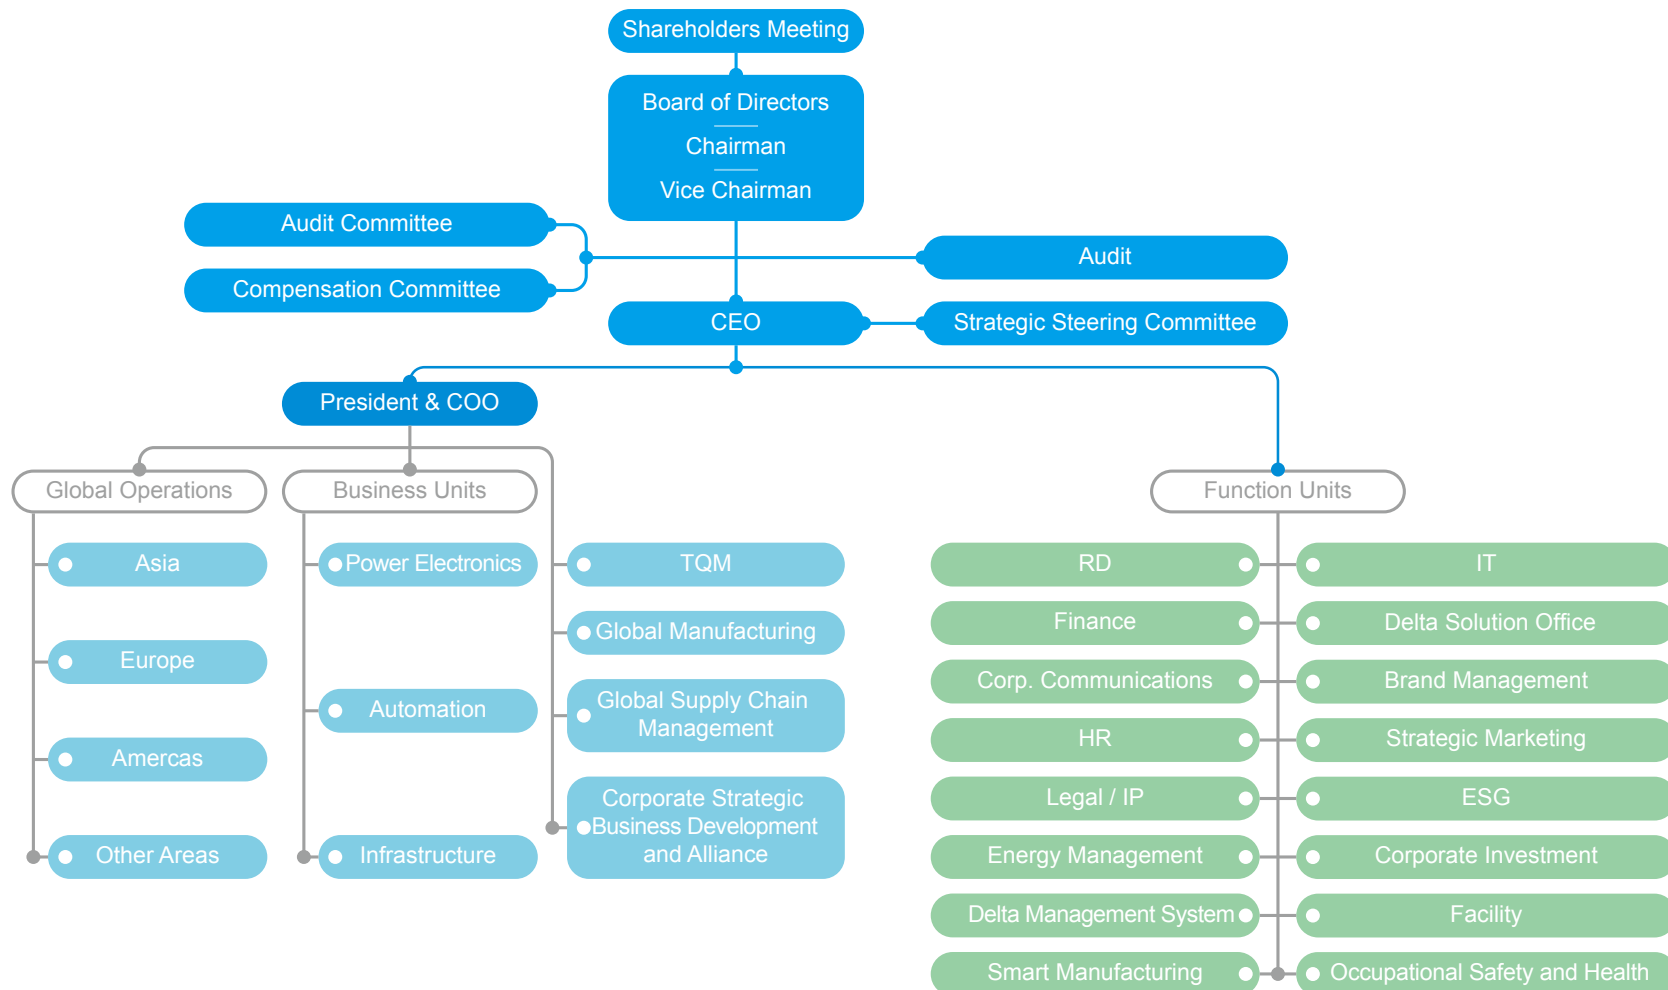 Shareholders Meeting
Board of Directors
Chairman
Vice Chairman
Audit Committee
Compensation Committee
Audit
CEO
Strategic Steering Committee
President & COO
Global Operations
Business Units
Function Units
Asia
Europe
Amercas
Other Areas
Power Electronics
Automation
Infrastructure
TQM
Global Manufacturing
Global Supply Chain
Management
Corporate Strategic
Business Development
and Alliance
RD
Finance
Corp. Communications
HR
Legal / IP
Energy Management
Delta Management System
Smart Manufacturing
IT
Delta Solution Office
Brand Management
Strategic Marketing
ESG
Corporate Investment
Facility
Occupational Safety and Health